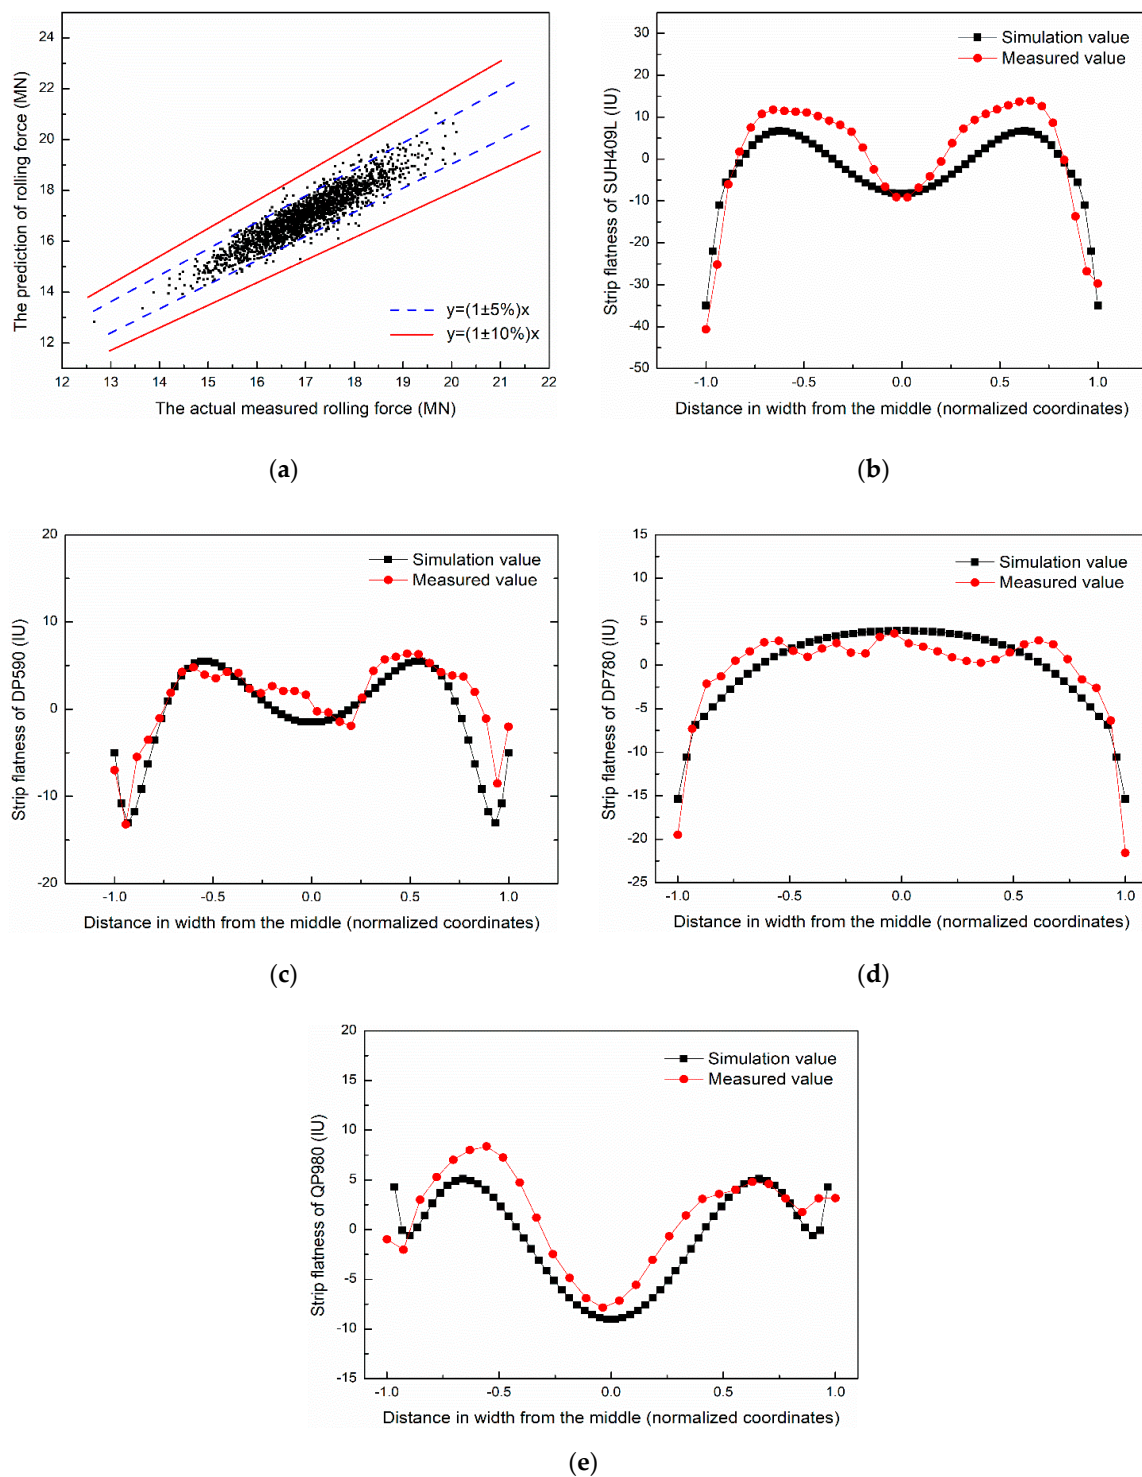 24
22
20
18
16
14
12
The prediction of rolling force (MN)
y=(1±5%)x
y=(1±10%)x
12 13 14 15 16 17 18 19 20 21 22
The actual measured rolling force (MN)
(a)
30
20
10
0
-10
-20
-30
-40
-50
Strip flatness of SUH409L (IU)
Simulation value
Measured value
-1.0 -0.5 0.0 0.5 1.0
Distance in width from the middle (normalized coordinates)
(b)
20
10
0
-10
-20
Strip flatness of DP590 (IU)
Simulation value
Measured value
-1.0 -0.5 0.0 0.5 1.0
Distance in width from the middle (normalized coordinates)
(c)
15
10
5
0
-5
-10
-15
-20
-25
Strip flatness of DP780 (IU)
Simulation value
Measured value
-1.0 -0.5 0.0 0.5 1.0
Distance in width from the middle (normalized coordinates)
(d)
20
15
10
5
0
-5
-10
-15
Strip flatness of QP980 (IU)
Simulation value
Measured value
-1.0 -0.5 0.0 0.5 1.0
Distance in width from the middle (normalized coordinates)
(e)